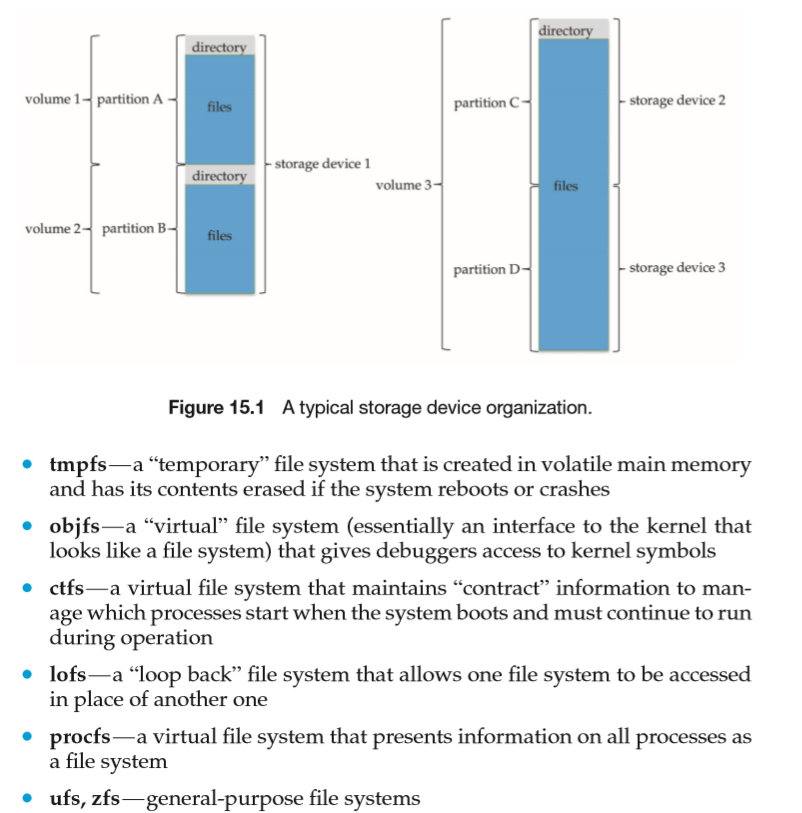 directory
volume 1
partition A
files
storage device 1
directory
volume 2
partition B
files
directory
partition C
storage device 2
volume 3
files
partition D
storage device 3
Figure 15.1 A typical storage device organization.
• tmpfs—a “temporary” file system that is created in volatile main memory
and has its contents erased if the system reboots or crashes
• objfs—a “virtual” file system (essentially an interface to the kernel that
looks like a file system) that gives debuggers access to kernel symbols
• ctfs—a virtual file system that maintains “contract” information to man-
age which processes start when the system boots and must continue to run
during operation
• lofs—a “loop back” file system that allows one file system to be accessed
in place of another one
• procfs—a virtual file system that presents information on all processes as
a file system
• ufs, zfs—general-purpose file systems